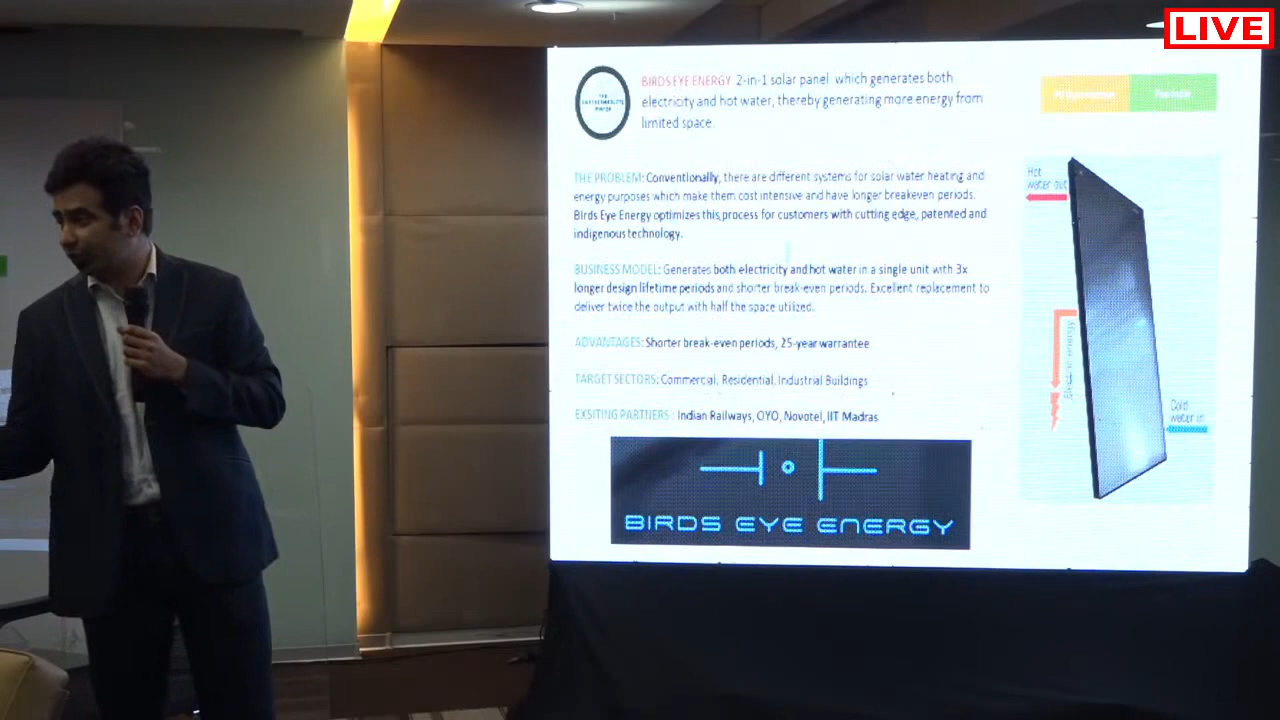 LIVE
BIRDS EYE ENERGY 2-in-1 solar panel which generates both
electricity and hot water, thereby generating more energy from
limited space.
THE PROBLEM: Conventionally, there are different systems for solar water heating and
energy purposes which make them cost intensive and have longer breakeven periods.
Birds Eye Energy optimizes this process for customers with cutting edge, patented and
indigenous technology.
BUSINESS MODEL: Generates both electricity and hot water in a single unit with 3x
longer design lifetime periods and shorter break-even periods. Excellent replacement to
deliver twice the output with half the space utilized.
ADVANTAGES: Shorter break-even periods, 25-year warrantee
TARGET SECTORS: Commercial, Residential, Industrial Buildings
EXSITING PARTNERS : Indian Railways, OYO, Novotel, IIT Madras
BIRDS EYE ENERGY
Hot
water out
Electric energy
Cold
water in